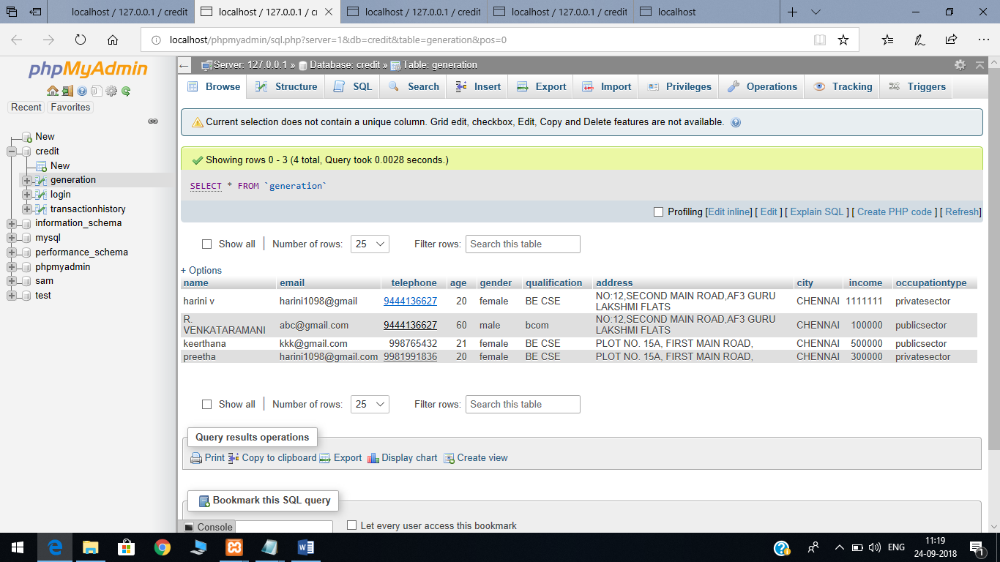 localhost / 127.0.0.1 / credit
localhost / 127.0.0.1 / cr
localhost / 127.0.0.1 / credit
localhost / 127.0.0.1 / credit
localhost
localhost/phpmyadmin/sql.php?server=1&db=credit&table=generation&pos=0
phpMyAdmin
Recent Favorites
New
credit
New
generation
login
transactionhistory
information_schema
mysql
performance_schema
phpmyadmin
sam
test
Server: 127.0.0.1 » Database: credit » Table: generation
Browse Structure SQL Search Insert Export Import Privileges Operations Tracking Triggers
Current selection does not contain a unique column. Grid edit, checkbox, Edit, Copy and Delete features are not available.
Showing rows 0 - 3 (4 total, Query took 0.0028 seconds.)
SELECT * FROM `generation`
Profiling [Edit inline] [ Edit ] [ Explain SQL ] [ Create PHP code ] [ Refresh]
Show all Number of rows: 25 Filter rows: Search this table
+ Options
name email telephone age gender qualification address city income occupationtype
harini v harini1098@gmail 9444136627 20 female BE CSE NO:12,SECOND MAIN ROAD,AF3 GURU LAKSHMI FLATS CHENNAI 1111111 privatesector
R. VENKATARAMANI abc@gmail.com 9444136627 60 male bcom NO:12,SECOND MAIN ROAD,AF3 GURU LAKSHMI FLATS CHENNAI 100000 publicsector
keerthana kkk@gmail.com 998765432 21 female BE CSE PLOT NO. 15A, FIRST MAIN ROAD, CHENNAI 500000 publicsector
preetha harini1098@gmail.com 9981991836 20 female BE CSE PLOT NO. 15A, FIRST MAIN ROAD, CHENNAI 300000 privatesector
Show all Number of rows: 25 Filter rows: Search this table
Query results operations
Print Copy to clipboard Export Display chart Create view
Bookmark this SQL query
Console
Let every user access this bookmark
ENG
11:19
24-09-2018
1